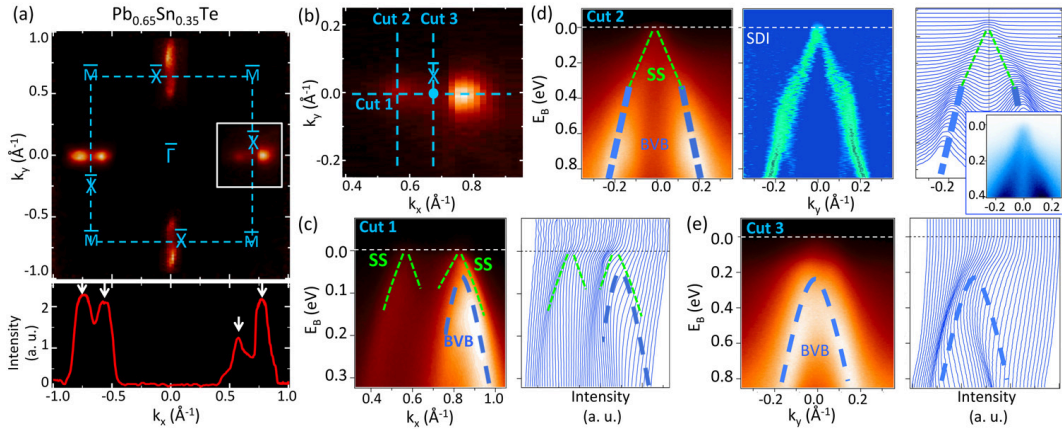 (a)
Pb0.65Sn0.35Te
1.0
0.5
0.0
-0.5
-1.0
ky (Å-1)
M̅
X̅
M̅
Γ̅
X̅
X̅
M̅
X̅
M̅
2
1
0
Intensity
(a. u.)
-1.0
-0.5
0.0
0.5
1.0
kx (Å-1)
(b)
Cut 2
Cut 3
X̅
Cut 1
0.2
0.0
-0.2
ky (Å-1)
0.4
0.6
0.8
kx (Å-1)
(c)
Cut 1
SS
SS
BVB
0.0
0.1
0.2
0.3
EB (eV)
0.4
0.6
0.8
1.0
kx (Å-1)
Intensity
(a. u.)
(d)
Cut 2
SS
BVB
0.0
0.2
0.4
0.6
0.8
EB (eV)
-0.2
0.0
0.2
SDI
-0.2
0.0
0.2
ky (Å-1)
-0.2
0.0
0.2
0.4
-0.2
0.0
0.2
(e)
Cut 3
BVB
0.0
0.2
0.4
0.6
0.8
EB (eV)
-0.2
0.0
0.2
ky (Å-1)
Intensity
(a. u.)